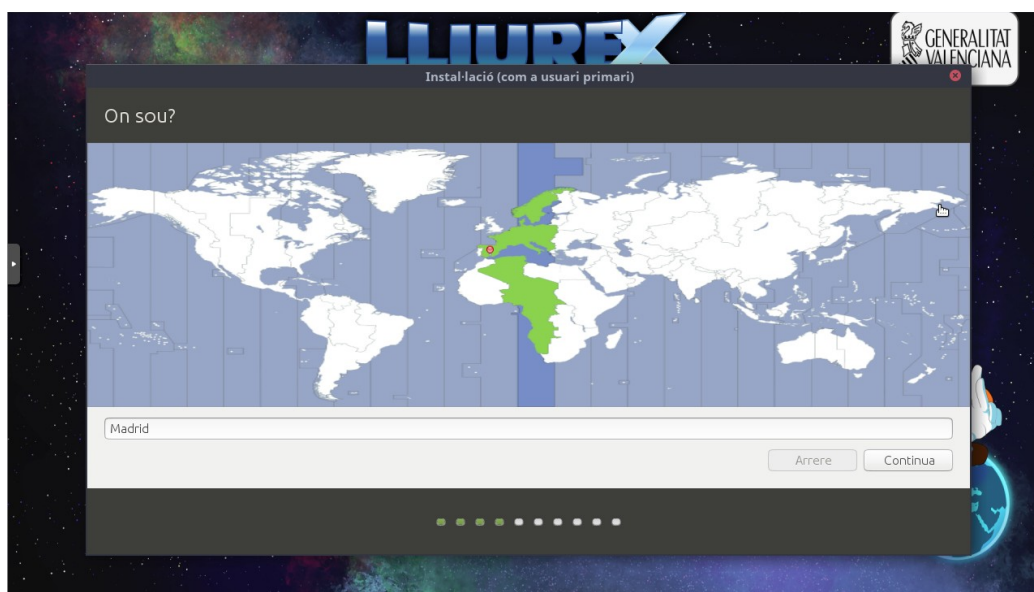 LLIUREX
GENERALITAT
VALENCIANA
Instal·lació (com a usuari primari)
On sou?
Madrid
Arrere
Continua